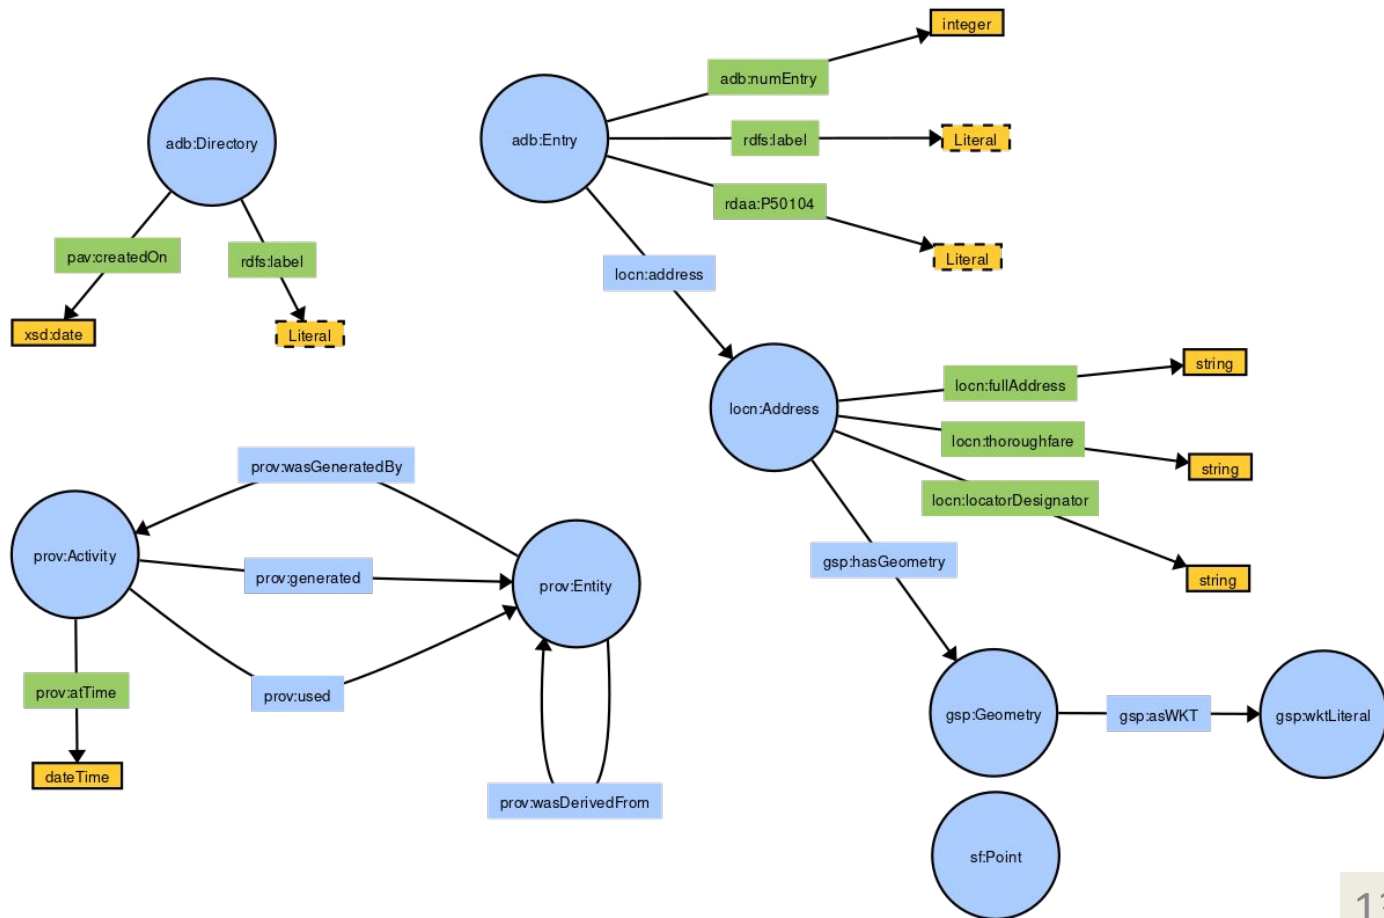 integer
adb:numEntry
adb:Directory
adb:Entry
rdfs:label
Literal
rdaa:P50104
pav:createdOn
rdfs:label
Literal
locn:address
xsd:date
Literal
string
locn:fullAddress
locn:Address
locn:thoroughfare
string
prov:wasGeneratedBy
locn:locatorDesignator
prov:Activity
gsp:hasGeometry
string
prov:generated
prov:Entity
prov:atTime
prov:used
gsp:Geometry
gsp:asWKT
gsp:wktLiteral
dateTime
prov:wasDerivedFrom
sf:Point